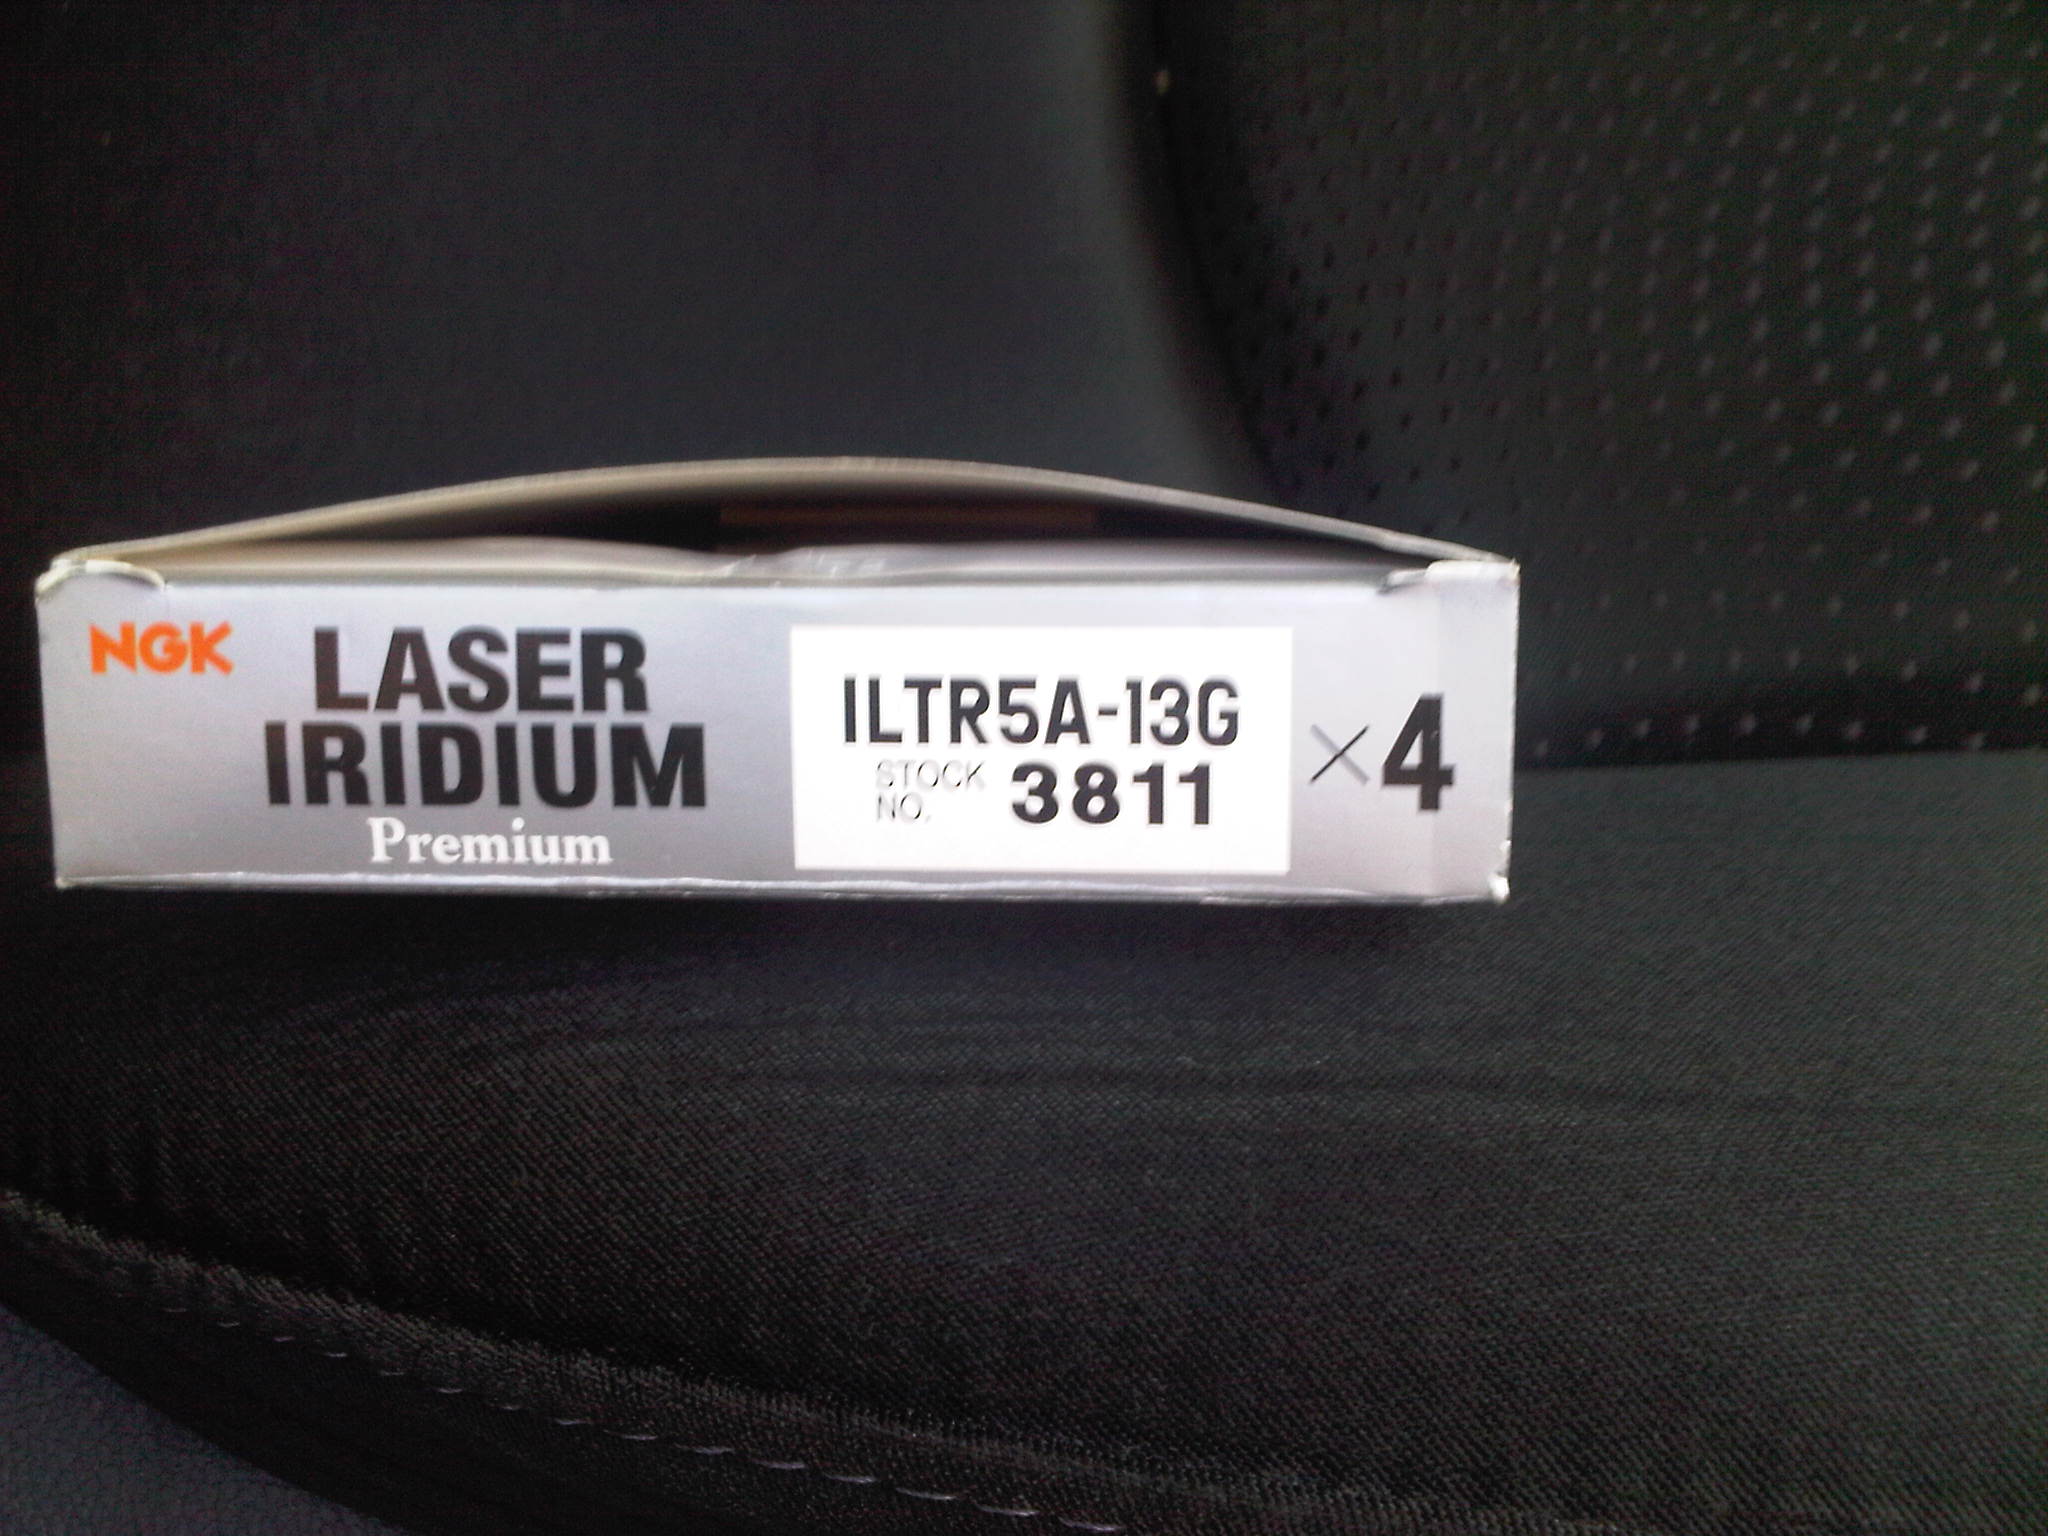 NGK
LASER
IRIDIUM
Premium
ILTR5A-13G
STOCK
NO. 3811
×4